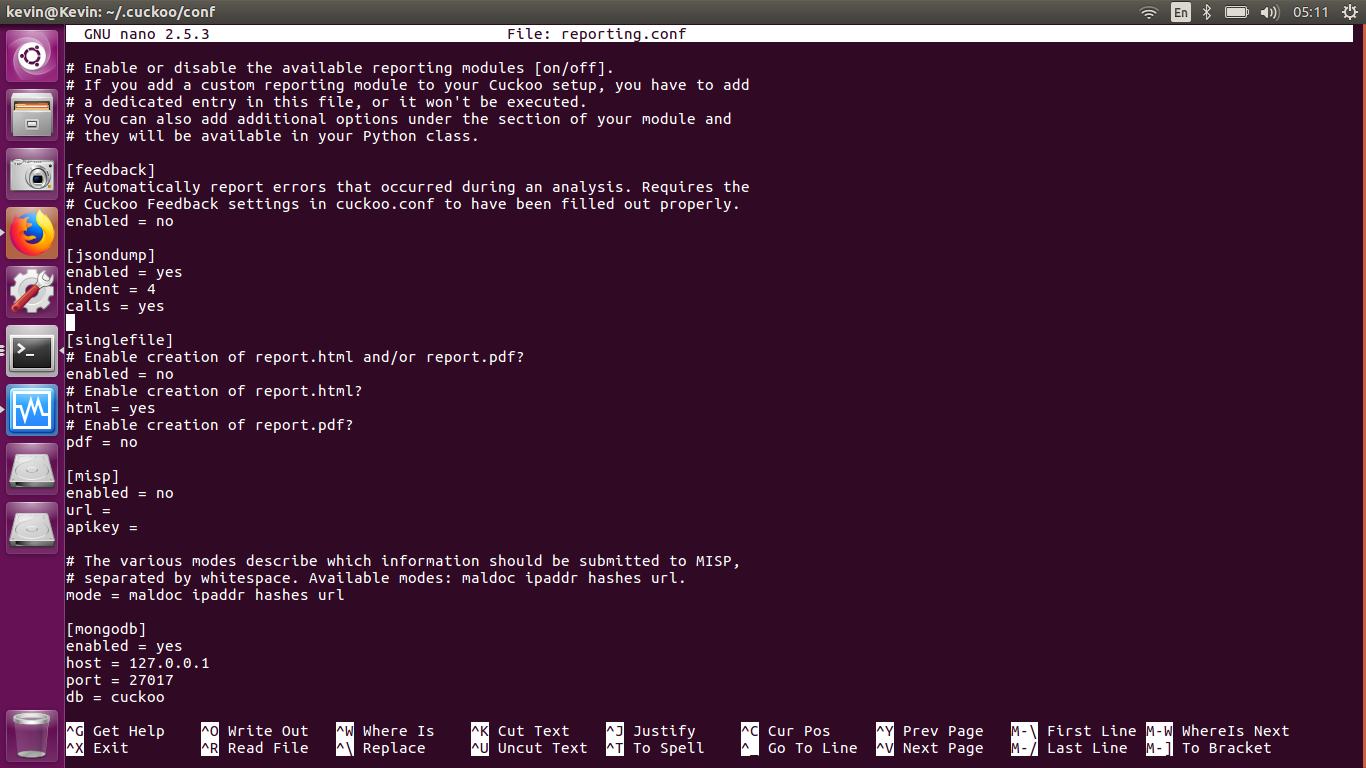 kevin@Kevin: ~/.cuckoo/conf En 05:11
GNU nano 2.5.3 File: reporting.conf
# Enable or disable the available reporting modules [on/off].
# If you add a custom reporting module to your Cuckoo setup, you have to add
# a dedicated entry in this file, or it won't be executed.
# You can also add additional options under the section of your module and
# they will be available in your Python class.
[feedback]
# Automatically report errors that occurred during an analysis. Requires the
# Cuckoo Feedback settings in cuckoo.conf to have been filled out properly.
enabled = no
[jsondump]
enabled = yes
indent = 4
calls = yes
[singlefile]
# Enable creation of report.html and/or report.pdf?
enabled = no
# Enable creation of report.html?
html = yes
# Enable creation of report.pdf?
pdf = no
[misp]
enabled = no
url =
apikey =
# The various modes describe which information should be submitted to MISP,
# separated by whitespace. Available modes: maldoc ipaddr hashes url.
mode = maldoc ipaddr hashes url
[mongodb]
enabled = yes
host = 127.0.0.1
port = 27017
db = cuckoo
^G Get Help ^O Write Out ^W Where Is ^K Cut Text ^J Justify ^C Cur Pos ^Y Prev Page M-\ First Line M-W WhereIs Next
^X Exit ^R Read File ^\ Replace ^U Uncut Text ^T To Spell ^_ Go To Line ^V Next Page M-/ Last Line M-] To Bracket